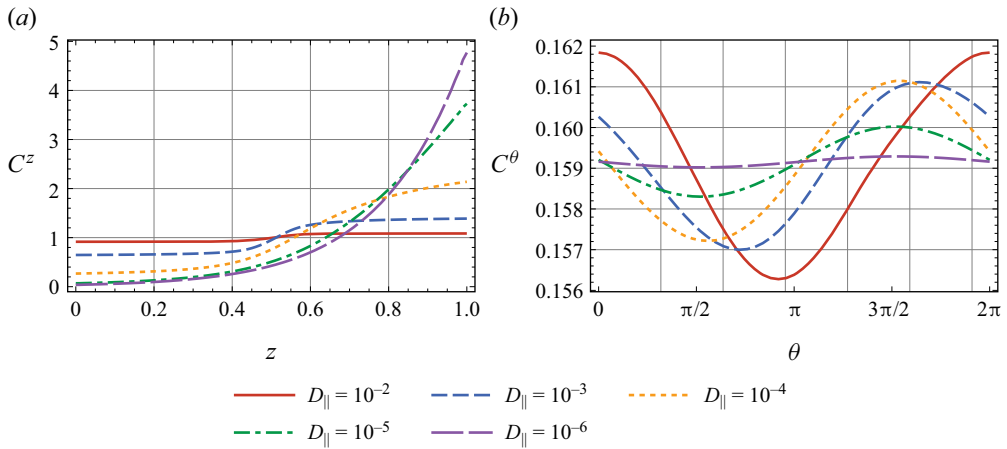 (a) (b)
5
4
3
2
1
0
C^z
0 0.2 0.4 0.6 0.8 1.0
z
0.162
0.161
0.160
0.159
0.158
0.157
0.156
C^θ
0 π/2 π 3π/2 2π
θ
D_|| = 10^–2 D_|| = 10^–3 D_|| = 10^–4
D_|| = 10^–5 D_|| = 10^–6